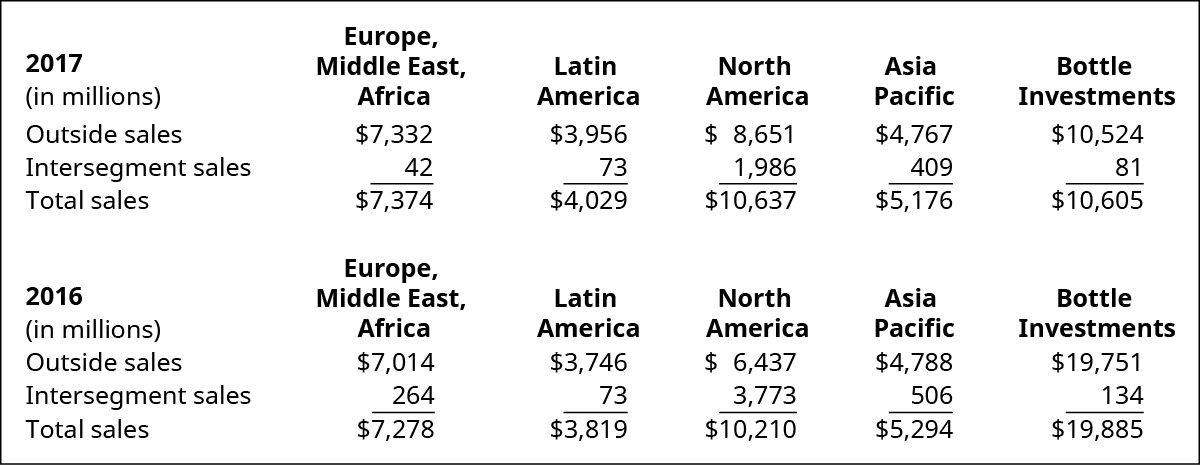 Europe,
2017 Middle East, Latin North Asia Bottle
(in millions) Africa America America Pacific Investments
Outside sales $7,332 $3,956 $ 8,651 $4,767 $10,524
Intersegment sales 42 73 1,986 409 81
Total sales $7,374 $4,029 $10,637 $5,176 $10,605
Europe,
2016 Middle East, Latin North Asia Bottle
(in millions) Africa America America Pacific Investments
Outside sales $7,014 $3,746 $ 6,437 $4,788 $19,751
Intersegment sales 264 73 3,773 506 134
Total sales $7,278 $3,819 $10,210 $5,294 $19,885